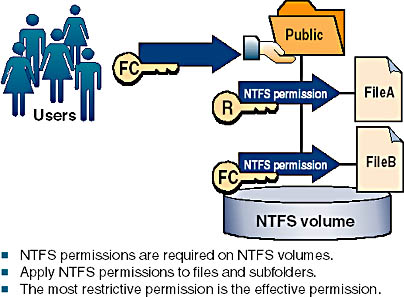 Public
FC
Users
R
NTFS permission
FileA
FC
NTFS permission
FileB
NTFS volume
NTFS permissions are required on NTFS volumes.
Apply NTFS permissions to files and subfolders.
The most restrictive permission is the effective permission.